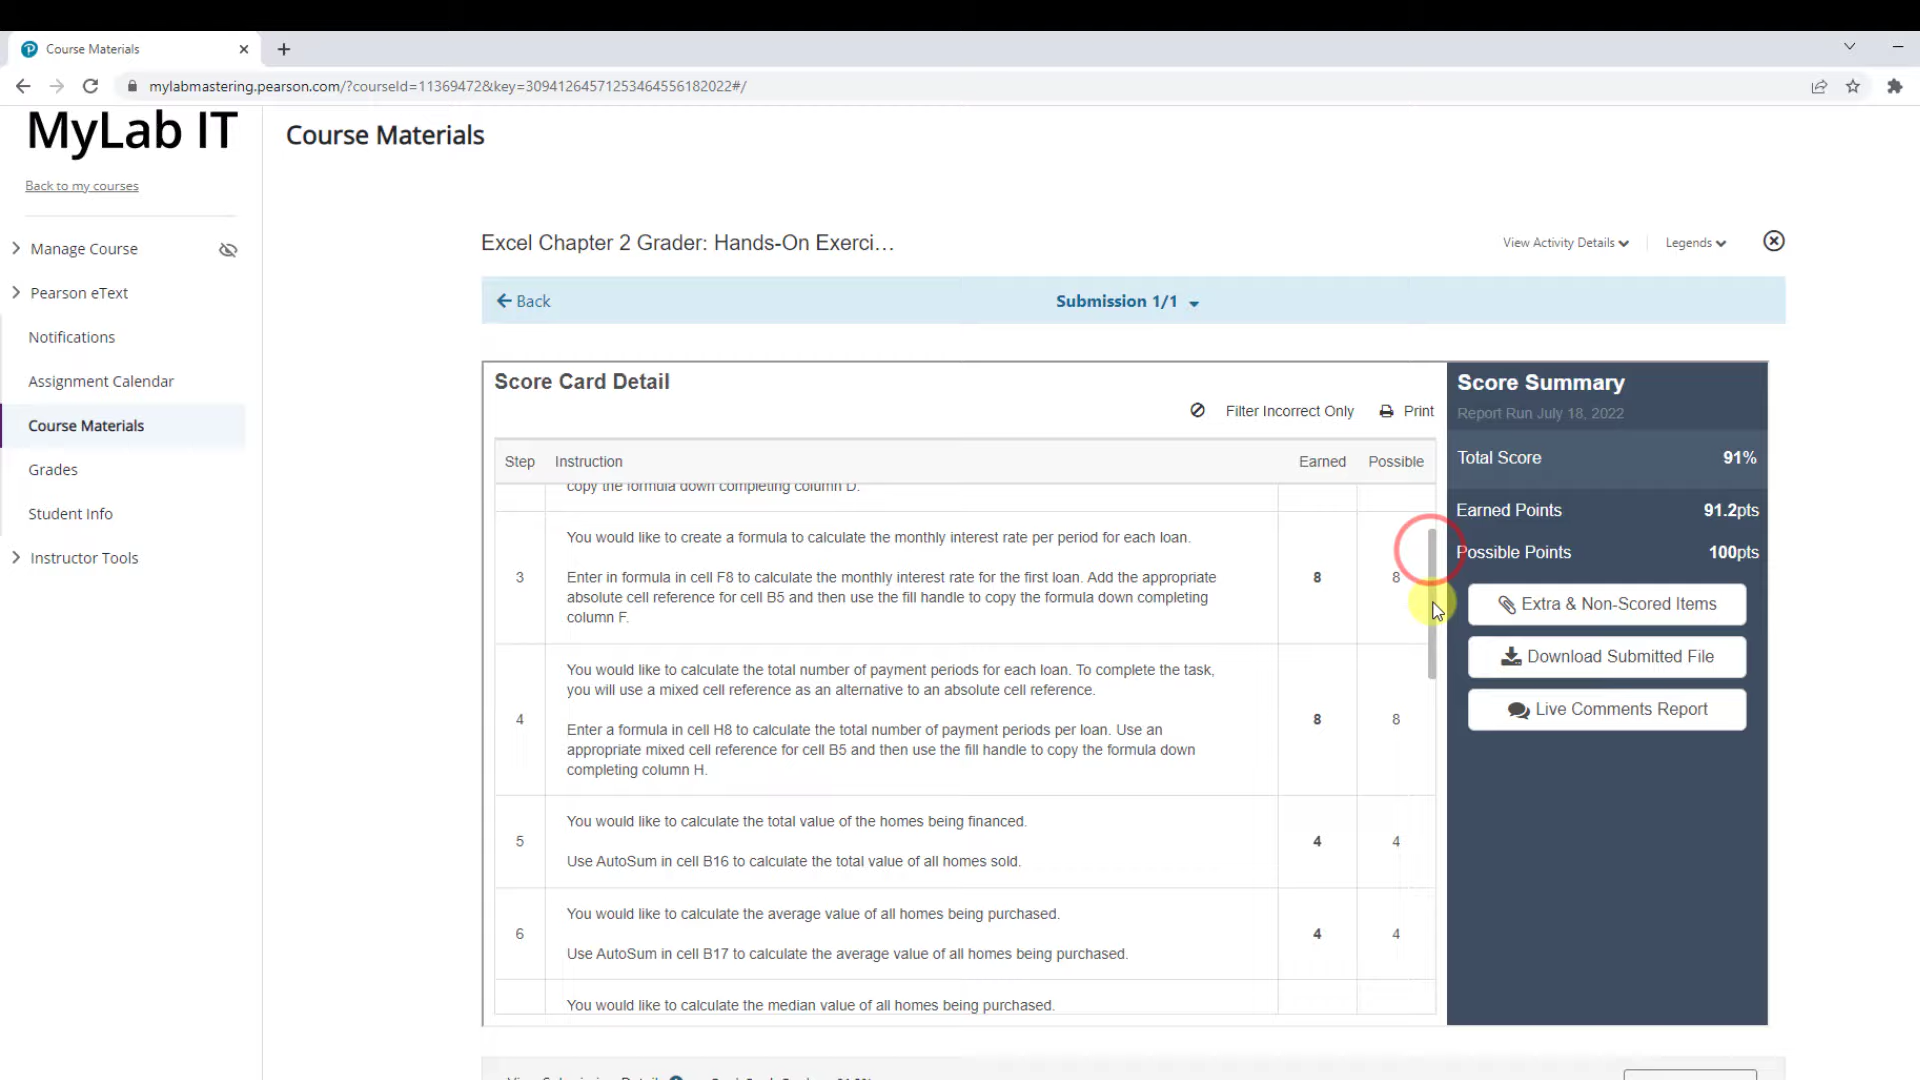 Course Materials
mylabmastering.pearson.com/?courseId=11369472&key=30941264571253464556182022#/
MyLab IT
Course Materials
Back to my courses
Manage Course
Pearson eText
Notifications
Assignment Calendar
Course Materials
Grades
Student Info
Instructor Tools
Excel Chapter 2 Grader: Hands-On Exerci…
View Activity Details
Legends
Back
Submission 1/1
Score Card Detail
Filter Incorrect Only
Print
Step Instruction Earned Possible
copy the formula down completing column D.
You would like to create a formula to calculate the monthly interest rate per period for each loan.
3 8 8
Enter in formula in cell F8 to calculate the monthly interest rate for the first loan. Add the appropriate
absolute cell reference for cell B5 and then use the fill handle to copy the formula down completing
column F.
You would like to calculate the total number of payment periods for each loan. To complete the task,
you will use a mixed cell reference as an alternative to an absolute cell reference.
4 8 8
Enter a formula in cell H8 to calculate the total number of payment periods per loan. Use an
appropriate mixed cell reference for cell B5 and then use the fill handle to copy the formula down
completing column H.
You would like to calculate the total value of the homes being financed.
5 4 4
Use AutoSum in cell B16 to calculate the total value of all homes sold.
You would like to calculate the average value of all homes being purchased.
6 4 4
Use AutoSum in cell B17 to calculate the average value of all homes being purchased.
You would like to calculate the median value of all homes being purchased.
Score Summary
Report Run July 18, 2022
Total Score 91%
Earned Points 91.2pts
Possible Points 100pts
Extra & Non-Scored Items
Download Submitted File
Live Comments Report